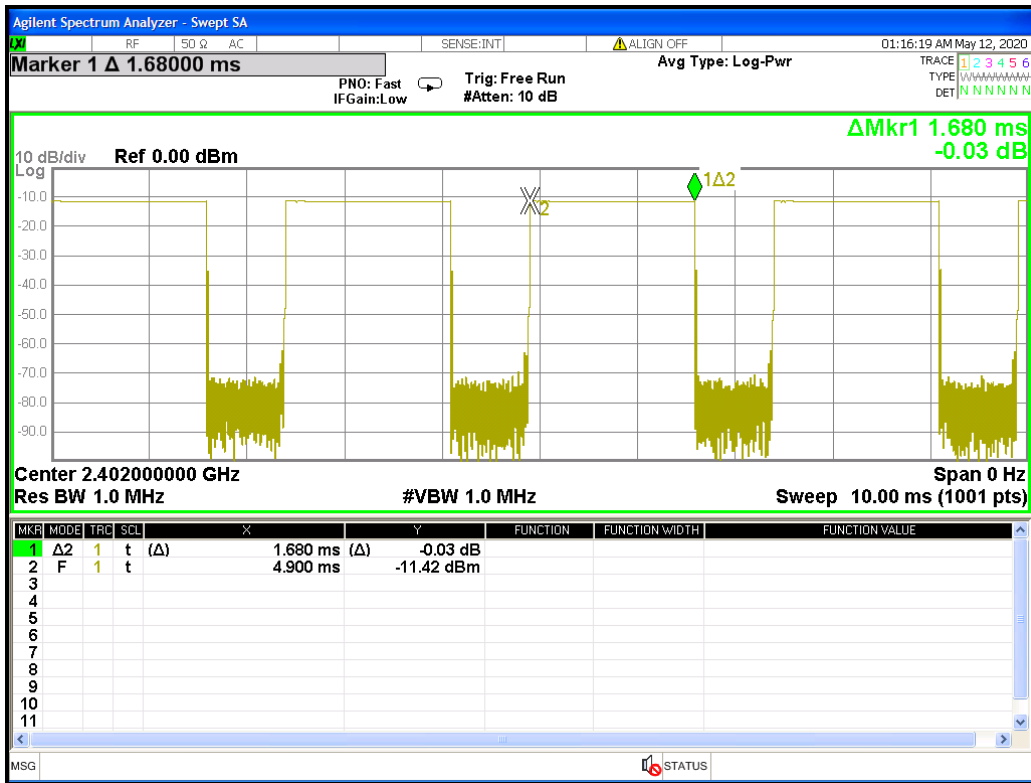 Agilent Spectrum Analyzer - Swept SA
LXI RF 50 Ω AC SENSE:INT ALIGN OFF 01:16:19 AM May 12, 2020
Marker 1 Δ 1.68000 ms
PNO: Fast
IFGain:Low
Trig: Free Run
#Atten: 10 dB
Avg Type: Log-Pwr
TRACE 1 2 3 4 5 6
TYPE WWWWWW
DET N N N N N N
ΔMkr1 1.680 ms
-0.03 dB
10 dB/div Ref 0.00 dBm
Log
1Δ2
-10.0
2
-20.0
-30.0
-40.0
-50.0
-60.0
-70.0
-80.0
-90.0
Center 2.402000000 GHz Span 0 Hz
Res BW 1.0 MHz #VBW 1.0 MHz Sweep 10.00 ms (1001 pts)
MKR MODE TRC SCL X Y FUNCTION FUNCTION WIDTH FUNCTION VALUE
1 Δ2 1 t (Δ) 1.680 ms (Δ) -0.03 dB
2 F 1 t 4.900 ms -11.42 dBm
3
4
5
6
7
8
9
10
11
MSG STATUS